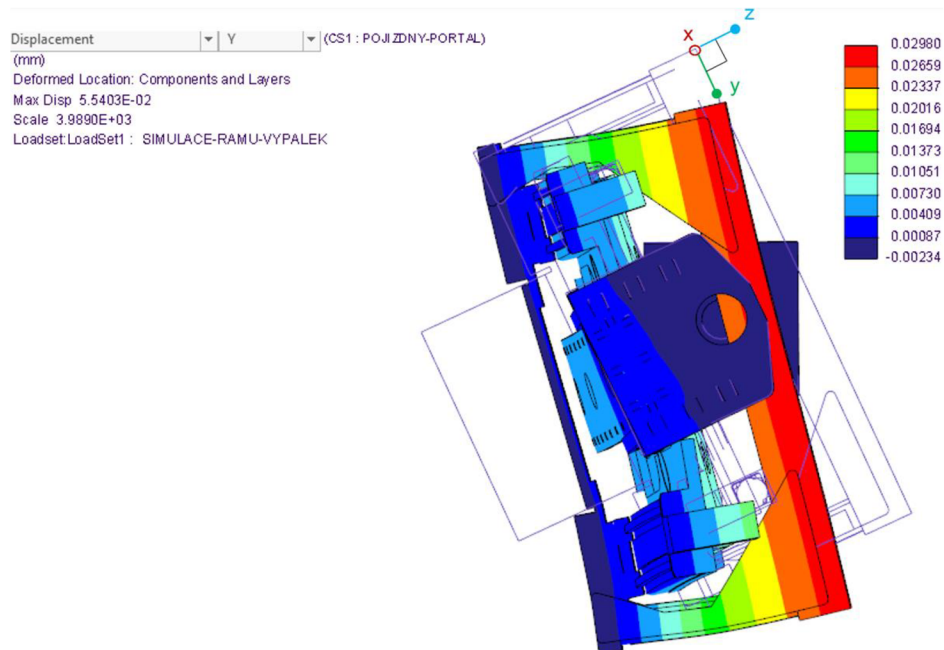 Displacement Y (CS1 : POJIZDNY-PORTAL)
(mm)
Deformed Location: Components and Layers
Max Disp 5.5403E-02
Scale 3.9890E+03
Loadset:LoadSet1 : SIMULACE-RAMU-VYPALEK
x
z
y
0.02980
0.02659
0.02337
0.02016
0.01694
0.01373
0.01051
0.00730
0.00409
0.00087
-0.00234